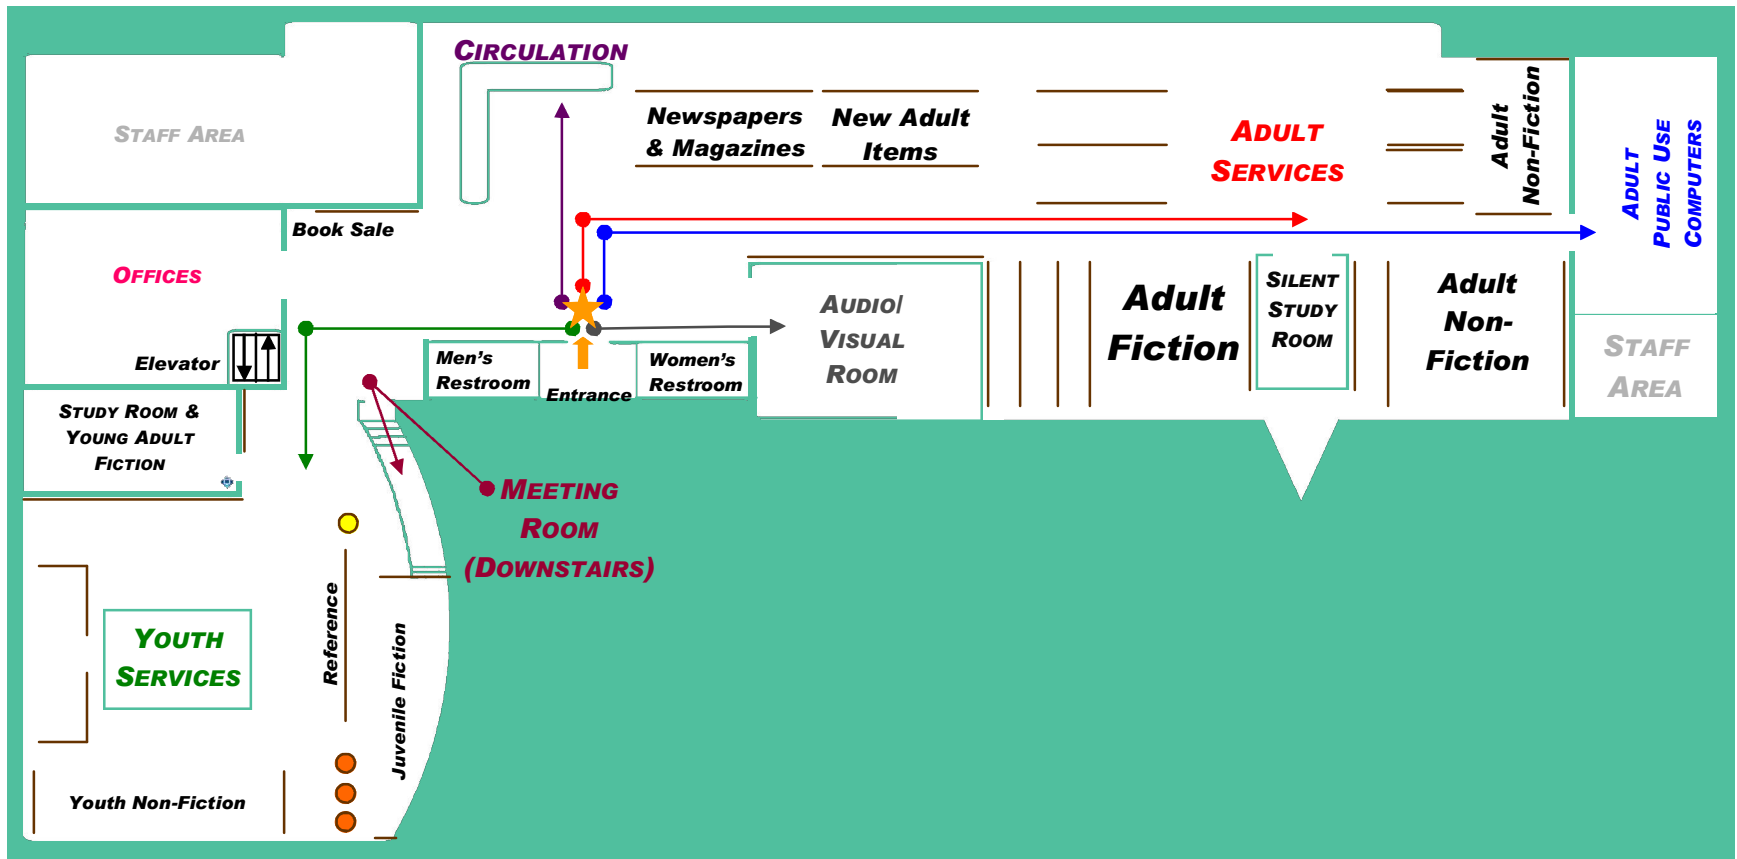 CIRCULATION
STAFF AREA
Newspapers
& Magazines
New Adult
Items
ADULT
SERVICES
Adult
Non-Fiction
ADULT
PUBLIC USE
COMPUTERS
Book Sale
OFFICES
Elevator
Men's
Restroom
Entrance
Women's
Restroom
AUDIO/
VISUAL
ROOM
Adult
Fiction
SILENT
STUDY
ROOM
Adult
Non-
Fiction
STAFF
AREA
STUDY ROOM &
YOUNG ADULT
FICTION
MEETING
ROOM
(DOWNSTAIRS)
YOUTH
SERVICES
Reference
Juvenile Fiction
Youth Non-Fiction